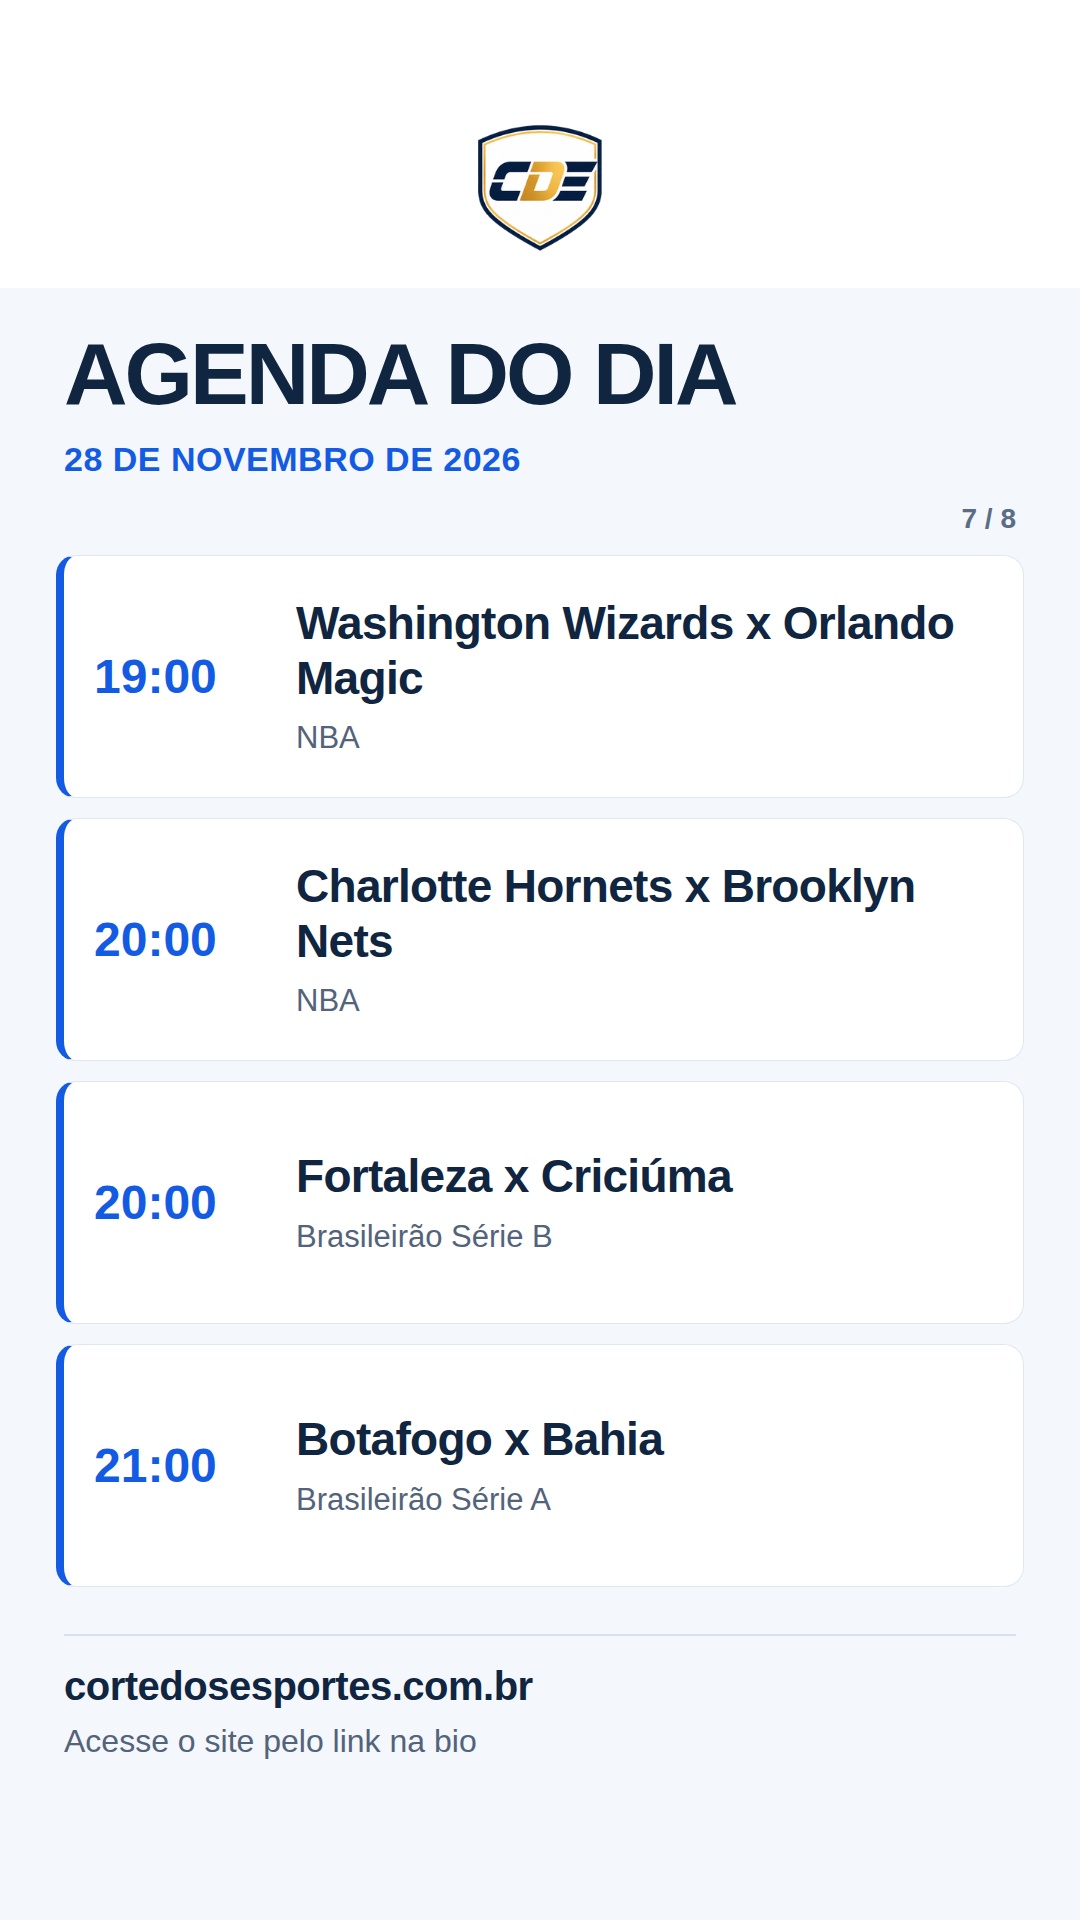 CDE
AGENDA DO DIA
28 DE NOVEMBRO DE 2026
7 / 8
19:00
Washington Wizards x Orlando
Magic
NBA
20:00
Charlotte Hornets x Brooklyn
Nets
NBA
20:00
Fortaleza x Criciúma
Brasileirão Série B
21:00
Botafogo x Bahia
Brasileirão Série A
cortedosesportes.com.br
Acesse o site pelo link na bio